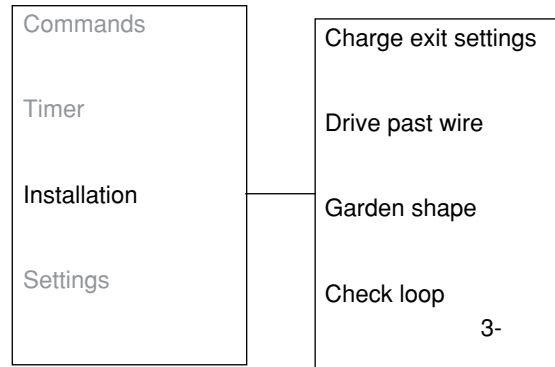 Commands
Timer
Installation
Settings
Charge exit settings
Drive past wire
Garden shape
Check loop
3-